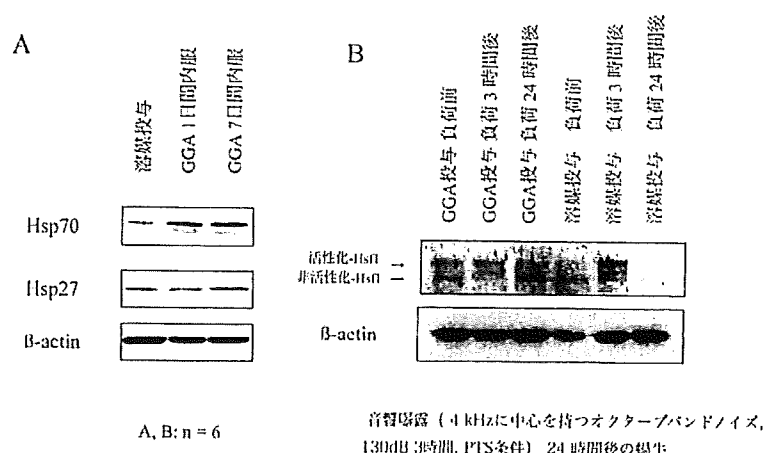 A
溶媒投与
GGA 1日間内服
GGA 7日間内服
Hsp70
Hsp27
ß-actin
A, B: n = 6
B
GGA投与 負荷前
GGA投与 負荷 3 時間後
GGA投与 負荷 24 時間後
溶媒投与 負荷前
溶媒投与 負荷 3 時間後
溶媒投与 負荷 24 時間後
活性化-Hsf1 →
非活性化-Hsf1 –
ß-actin
音響曝露 ( 4 kHzに中心を持つオクターブバンドノイズ,
130dB 3時間, PTS条件) 24 時間後の